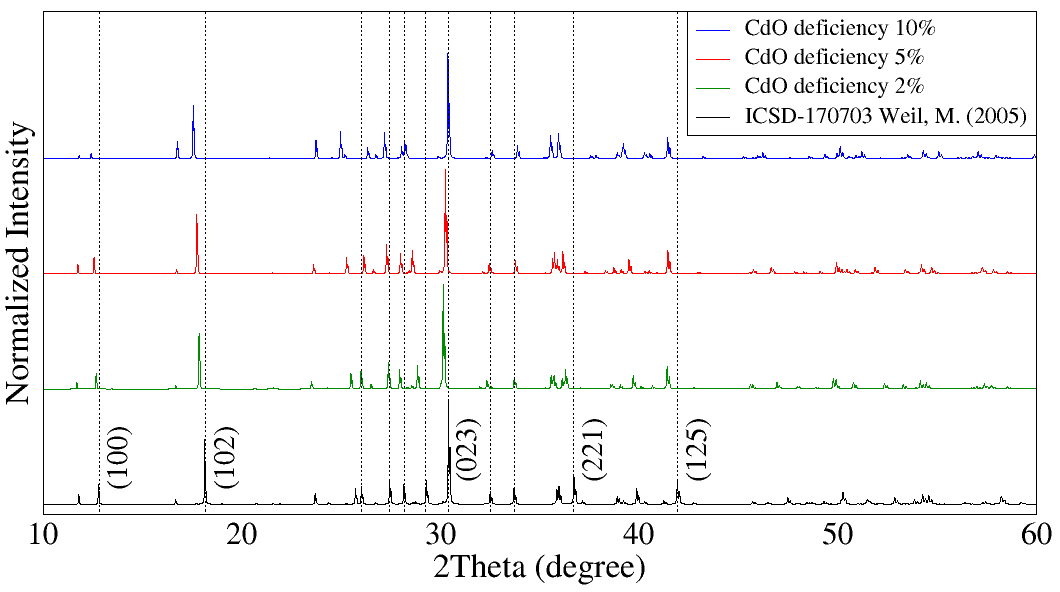 CdO deficiency 10%
CdO deficiency 5%
CdO deficiency 2%
ICSD-170703 Weil, M. (2005)
Normalized Intensity
(100)
(102)
(023)
(221)
(125)
10 20 30 40 50 60
2Theta (degree)